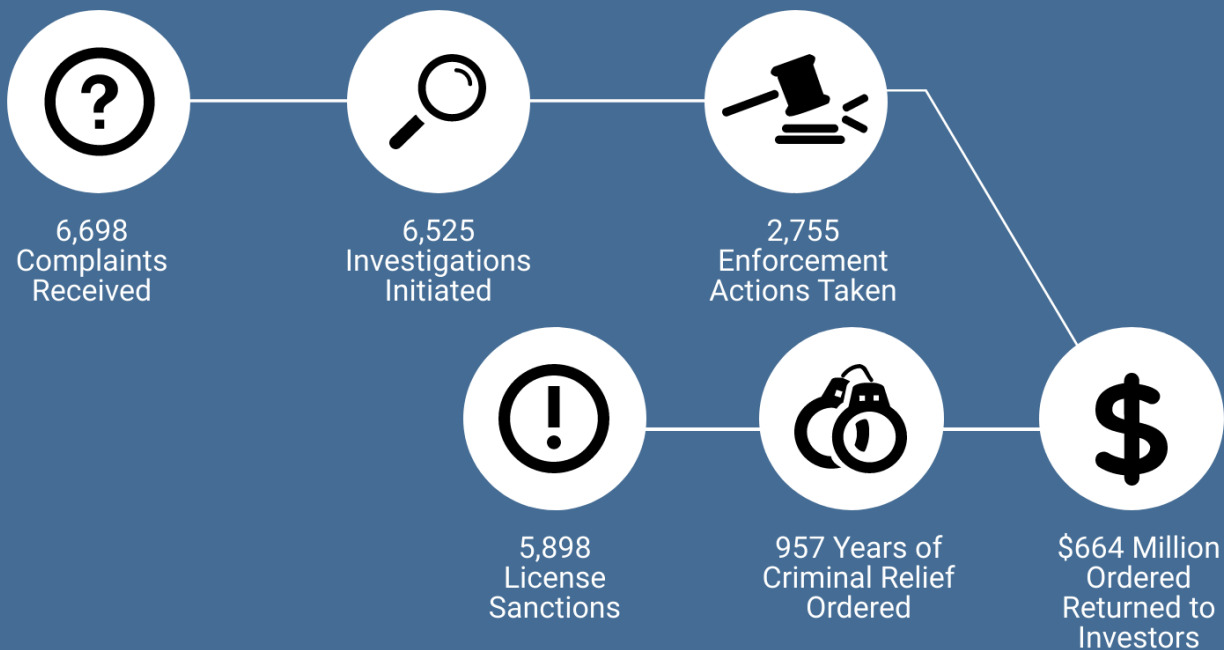 6,698
Complaints
Received
6,525
Investigations
Initiated
2,755
Enforcement
Actions Taken
5,898
License
Sanctions
957 Years of
Criminal Relief
Ordered
$664 Million
Ordered
Returned to
Investors